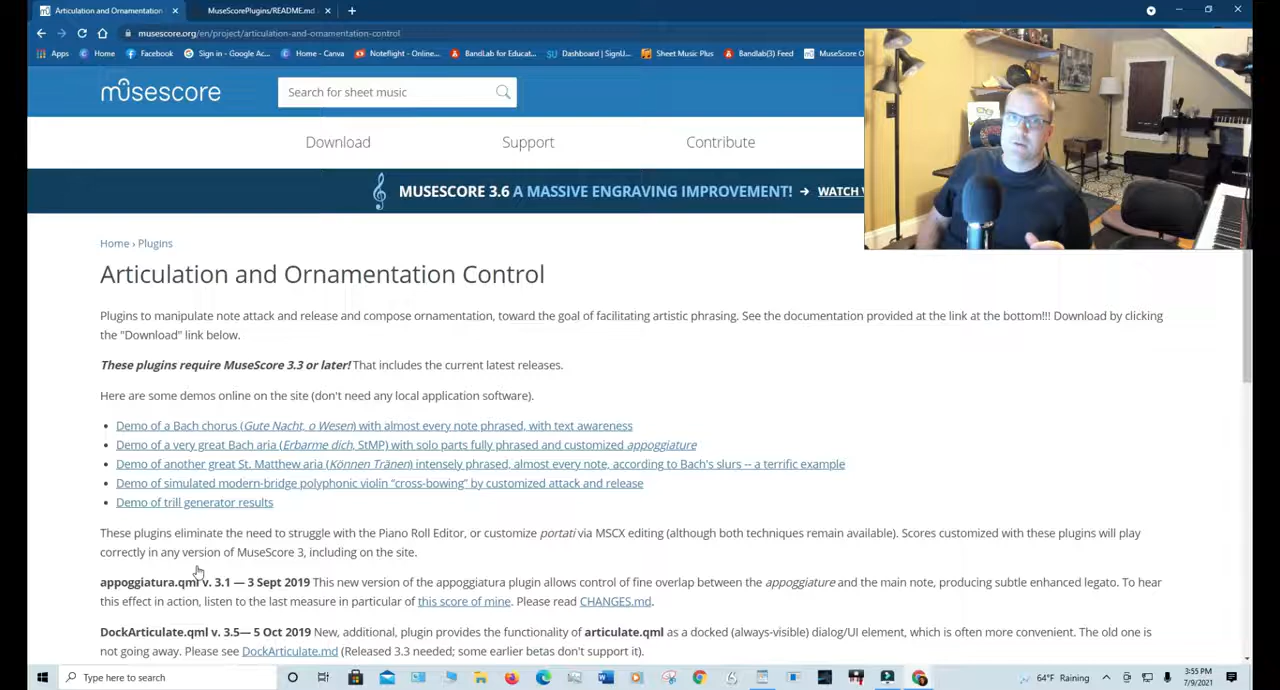 Articulation and Ornamentation
MuseScorePlugins/README.md
musescore.org/en/project/articulation-and-ornamentation-control
Apps Home Facebook Sign in - Google Ac... Home - Canva Noteflight - Online... BandLab for Educat... Dashboard | SignU... Sheet Music Plus BandLab(3) Feed MuseScore O
musescore
Search for sheet music
Download Support Contribute
MUSESCORE 3.6 A MASSIVE ENGRAVING IMPROVEMENT! → WATCH
Home › Plugins
Articulation and Ornamentation Control
Plugins to manipulate note attack and release and compose ornamentation, toward the goal of facilitating artistic phrasing. See the documentation provided at the link at the bottom!!! Download by clicking
the "Download" link below.
These plugins require MuseScore 3.3 or later! That includes the current latest releases.
Here are some demos online on the site (don't need any local application software).
• Demo of a Bach chorus (Gute Nacht, o Wesen) with almost every note phrased, with text awareness
• Demo of a very great Bach aria (Erbarme dich, StMP) with solo parts fully phrased and customized appoggiature
• Demo of another great St. Matthew aria (Können Tränen) intensely phrased, almost every note, according to Bach's slurs -- a terrific example
• Demo of simulated modern-bridge polyphonic violin “cross-bowing” by customized attack and release
• Demo of trill generator results
These plugins eliminate the need to struggle with the Piano Roll Editor, or customize portati via MSCX editing (although both techniques remain available). Scores customized with these plugins will play
correctly in any version of MuseScore 3, including on the site.
appoggiatura.qml v. 3.1 — 3 Sept 2019 This new version of the appoggiatura plugin allows control of fine overlap between the appoggiature and the main note, producing subtle enhanced legato. To hear
this effect in action, listen to the last measure in particular of this score of mine. Please read CHANGES.md.
DockArticulate.qml v. 3.5— 5 Oct 2019 New, additional, plugin provides the functionality of articulate.qml as a docked (always-visible) dialog/UI element, which is often more convenient. The old one is
not going away. Please see DockArticulate.md (Released 3.3 needed; some earlier betas don't support it).
Type here to search
64°F Raining
3:55 PM
7/9/2021